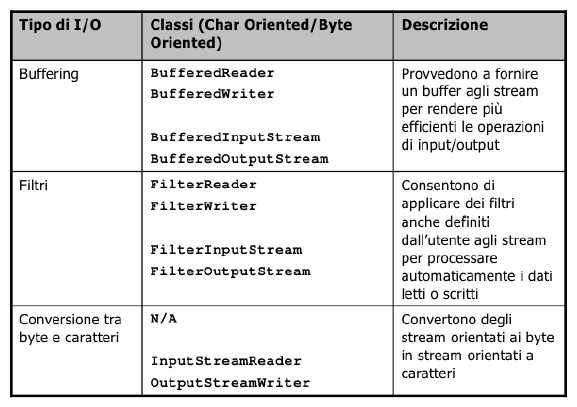 Tipo di I/O
Classi (Char Oriented/Byte
Oriented)
Descrizione
Buffering
BufferedReader
BufferedWriter
BufferedInputStream
BufferedOutputStream
Provvedono a fornire
un buffer agli stream
per rendere più
efficienti le operazioni
di input/output
Filtri
FilterReader
FilterWriter
FilterInputStream
FilterOutputStream
Consentono di
applicare dei filtri
anche definiti
dall'utente agli stream
per processare
automaticamente i dati
letti o scritti
Conversione tra
byte e caratteri
N/A
InputStreamReader
OutputStreamWriter
Convertono degli
stream orientati ai byte
in stream orientati a
caratteri